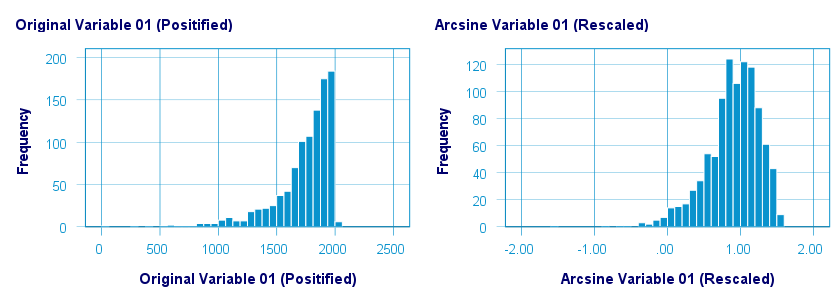 Original Variable 01 (Positified)
Frequency
200
150
100
50
0
0 500 1000 1500 2000 2500
Original Variable 01 (Positified)
Arcsine Variable 01 (Rescaled)
Frequency
120
100
80
60
40
20
0
-2.00 -1.00 .00 1.00 2.00
Arcsine Variable 01 (Rescaled)